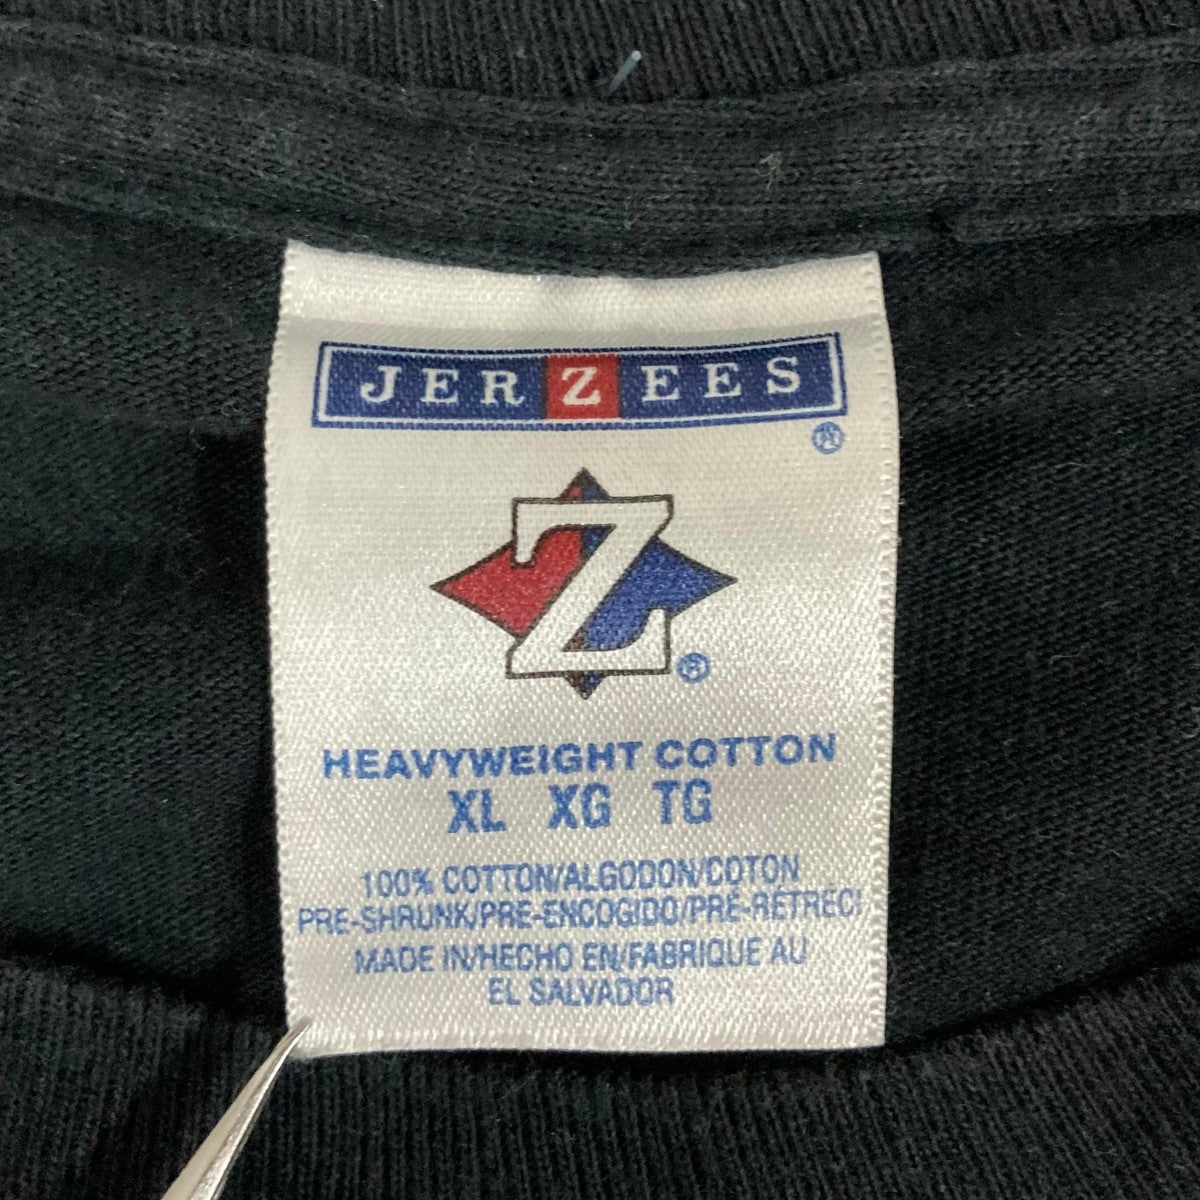 JERZEES
®
Z
®
HEAVYWEIGHT COTTON
XL XG TG
100% COTTON/ALGODON/COTON
PRE-SHRUNK/PRE-ENCOGIDO/PRÉ-RÉTRÉCI
MADE IN/HECHO EN/FABRIQUE AU
EL SALVADOR